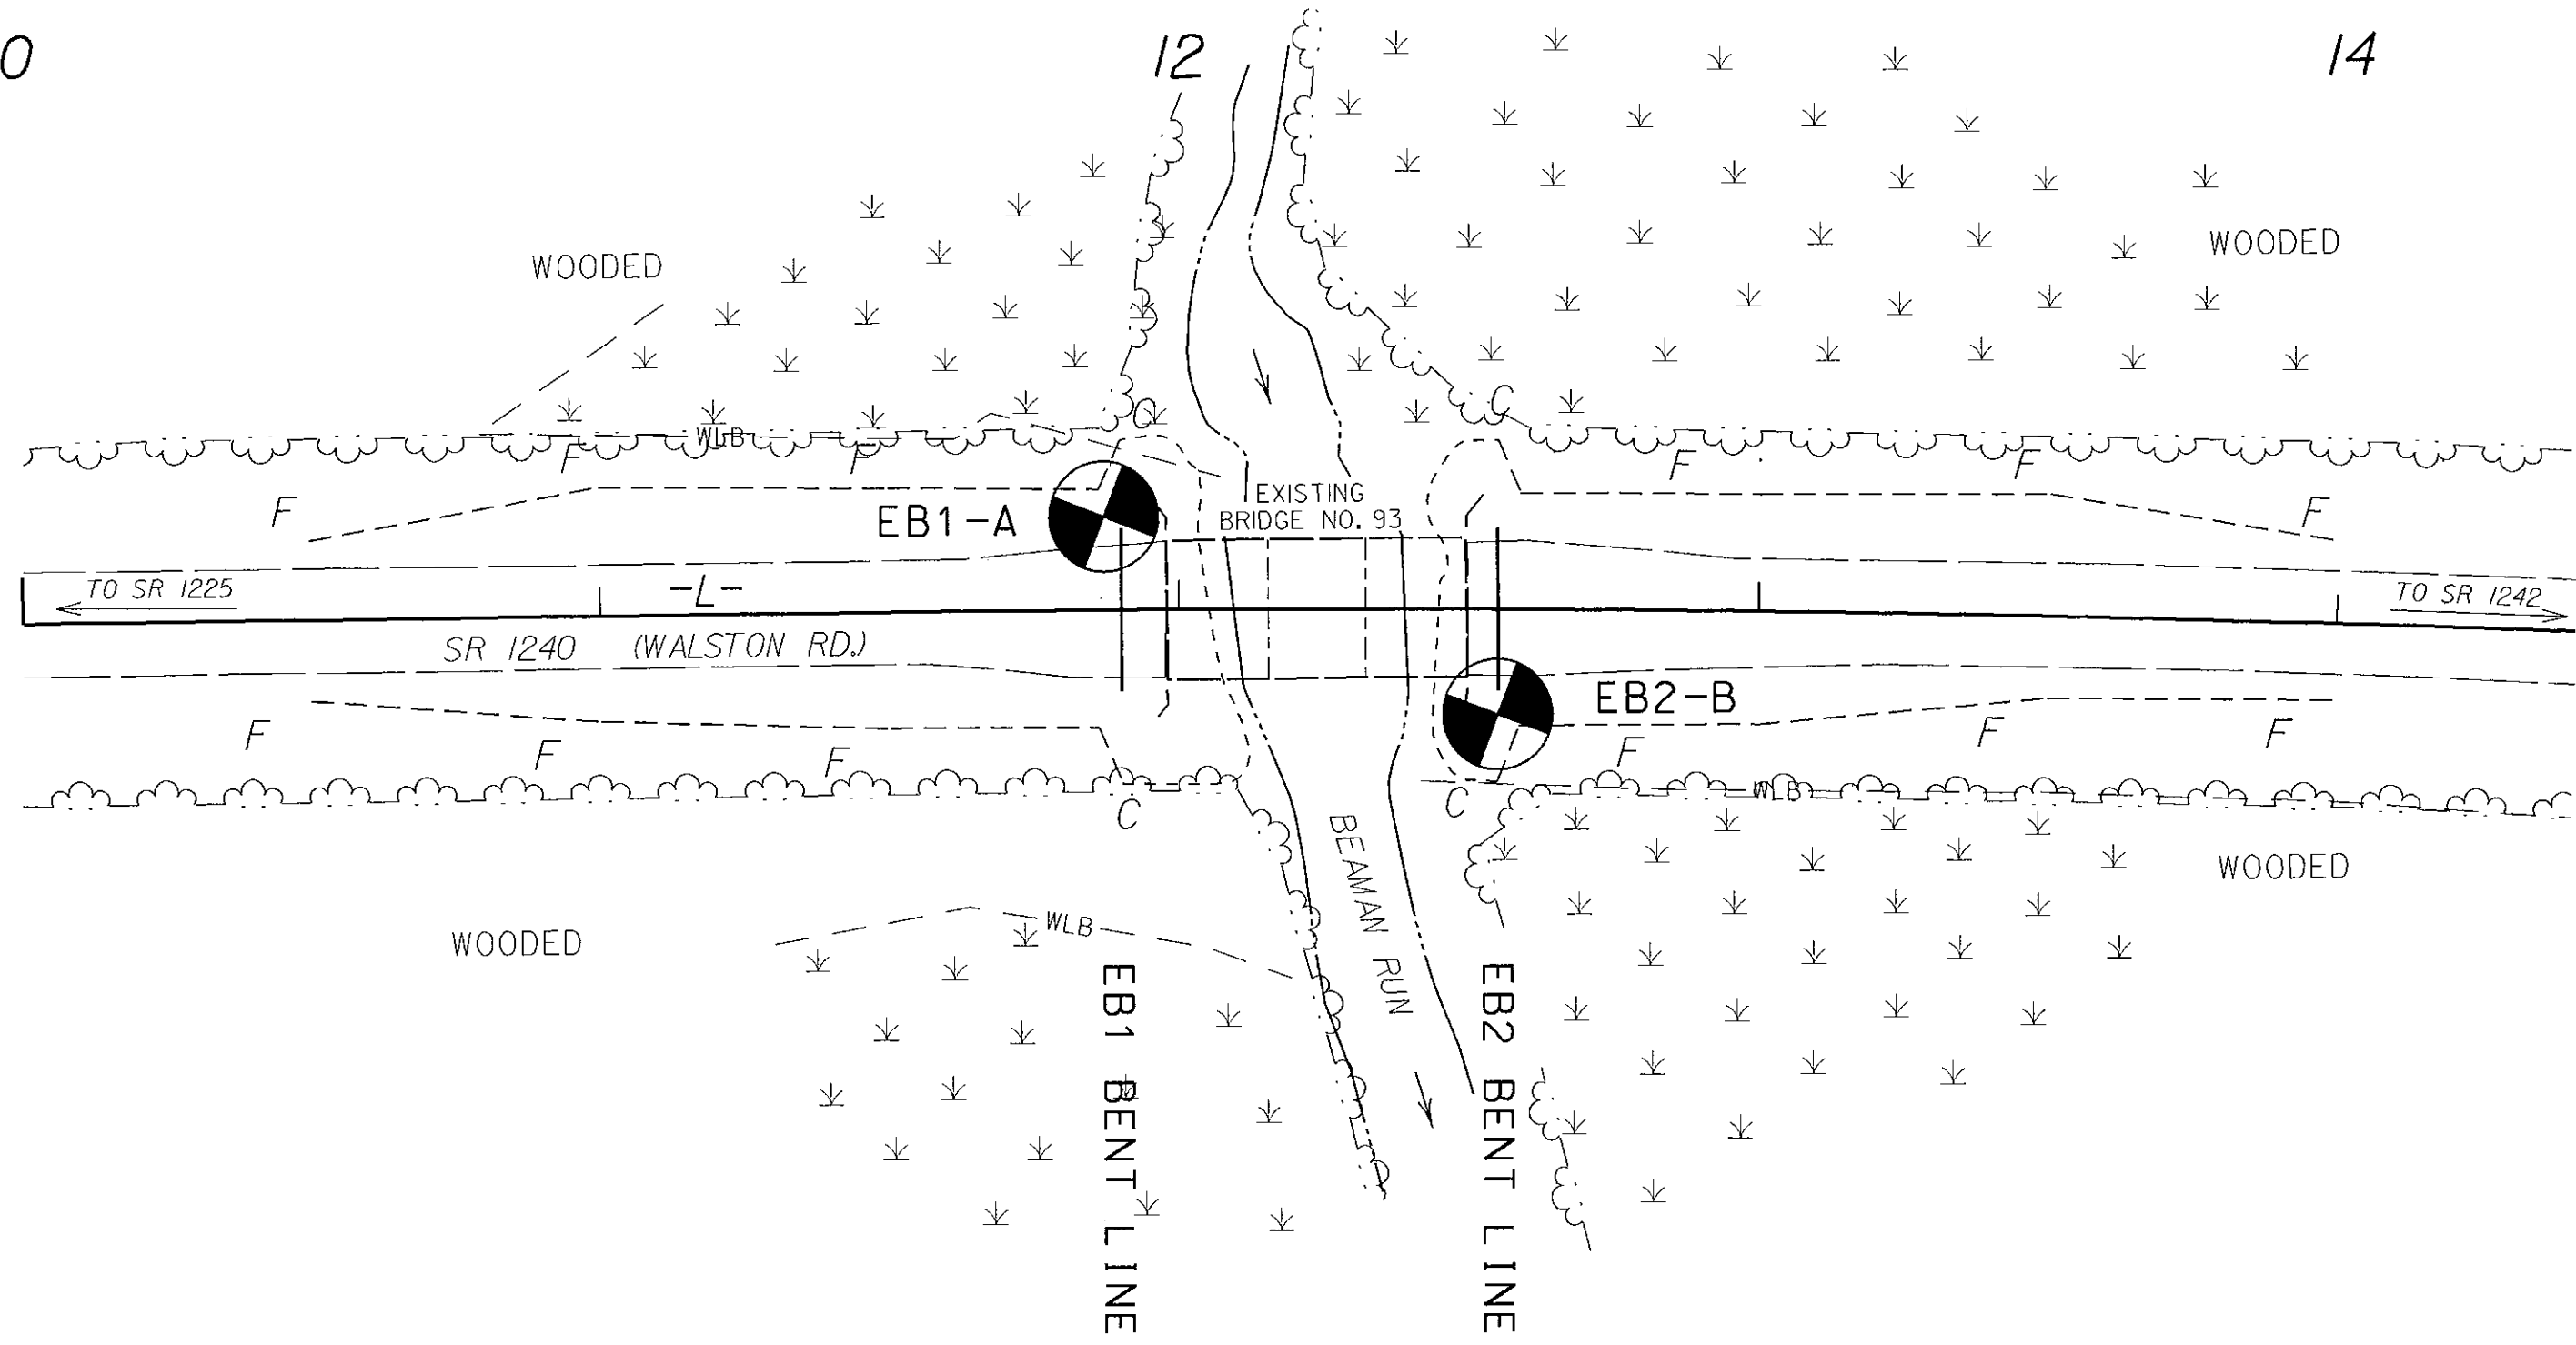 0
12
14
WOODED
WOODED
C
C
WLB
F
F
F
F
F
F
EXISTING
BRIDGE NO. 93
EB1-A
TO SR 1225
-L-
TO SR 1242
SR 1240 (WALSTON RD.)
EB2-B
F
F
F
F
F
F
WLB
C
C
BEAMAN RUN
WOODED
WOODED
WLB
EB1 BENT LINE
EB2 BENT LINE